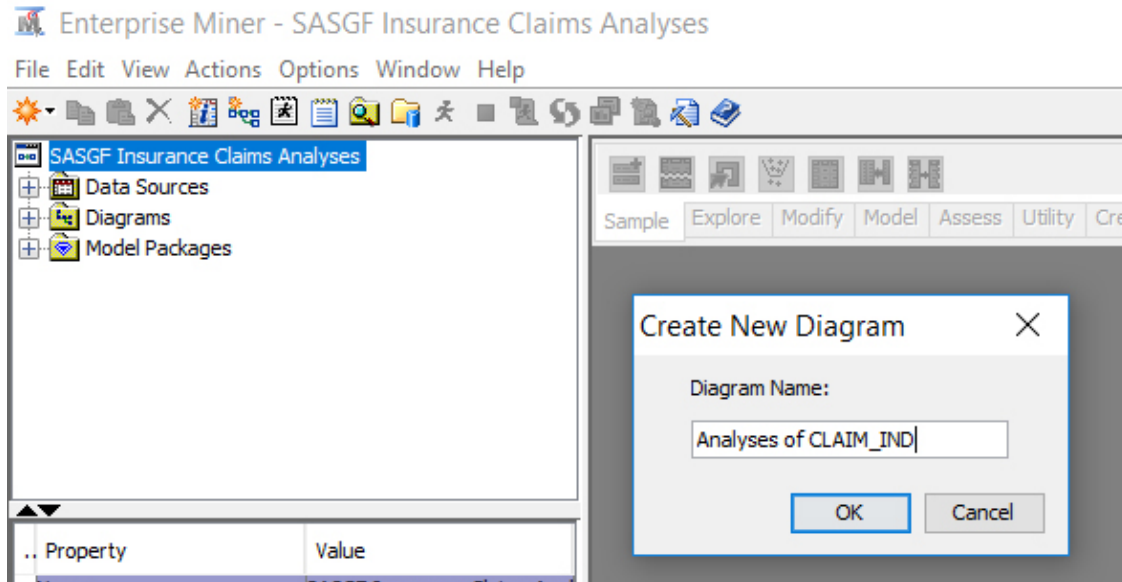 Enterprise Miner - SASGF Insurance Claims Analyses
File Edit View Actions Options Window Help
SASGF Insurance Claims Analyses
Data Sources
Diagrams
Model Packages
Sample Explore Modify Model Assess Utility Cre
Create New Diagram
Diagram Name:
Analyses of CLAIM_IND
OK Cancel
.. Property Value